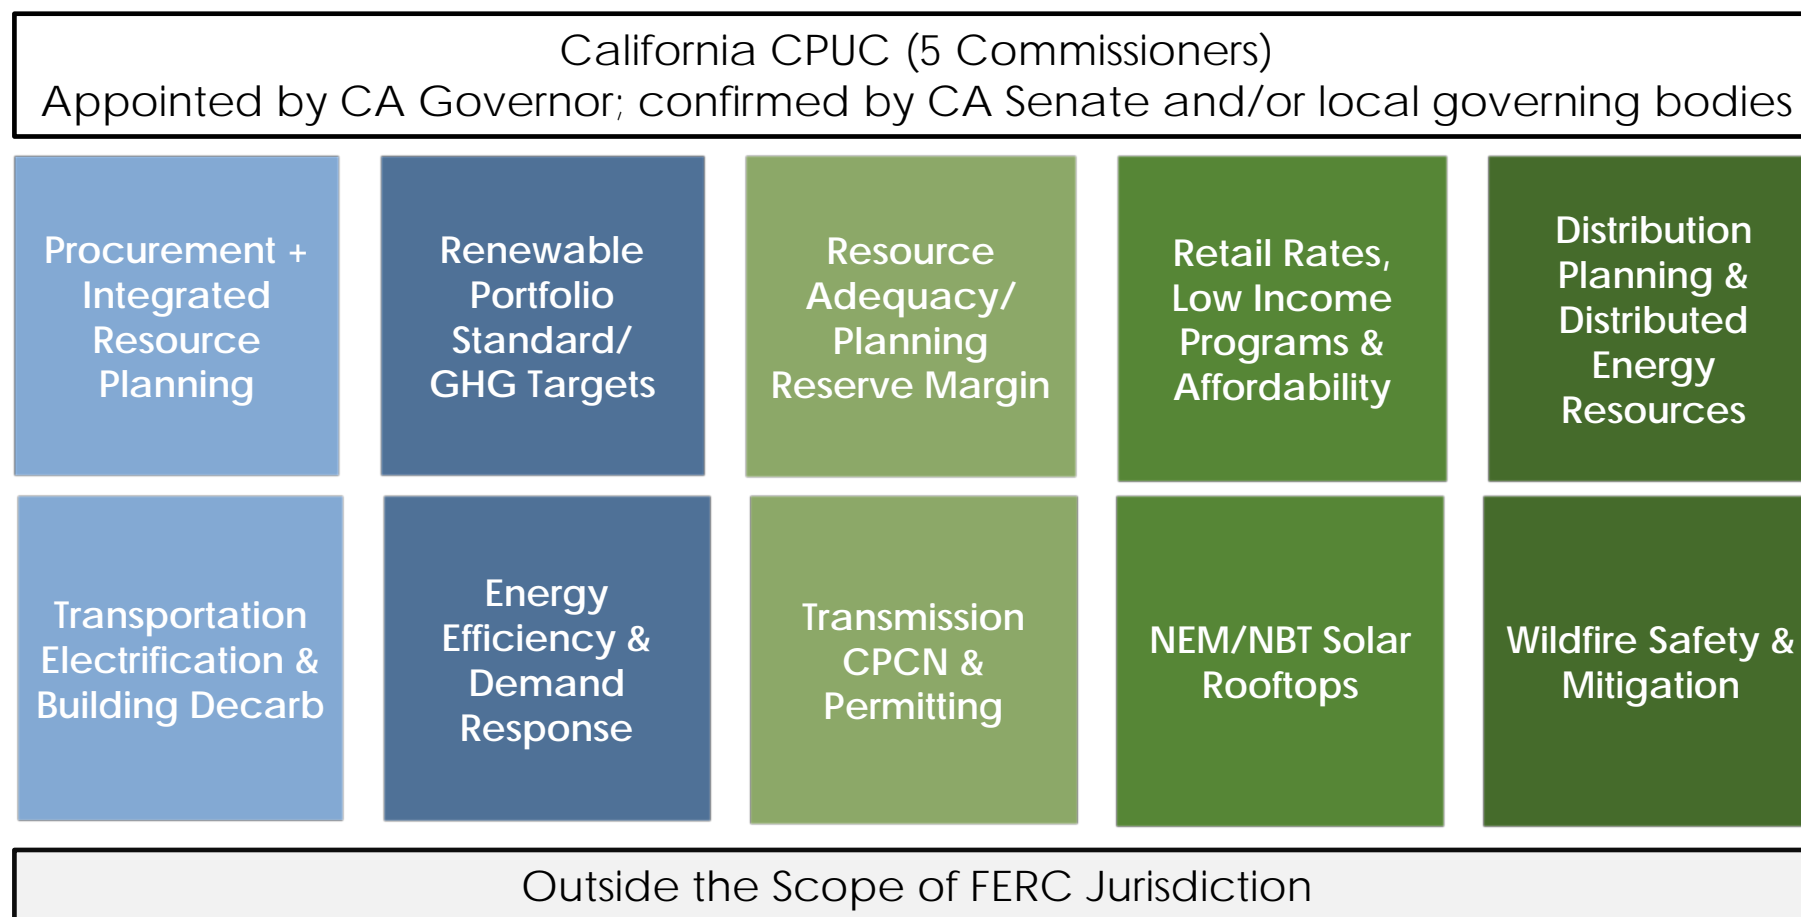 California CPUC (5 Commissioners)
Appointed by CA Governor; confirmed by CA Senate and/or local governing bodies
Procurement +
Integrated
Resource
Planning
Renewable
Portfolio
Standard/
GHG Targets
Resource
Adequacy/
Planning
Reserve Margin
Retail Rates,
Low Income
Programs &
Affordability
Distribution
Planning &
Distributed
Energy
Resources
Transportation
Electrification &
Building Decarb
Energy
Efficiency &
Demand
Response
Transmission
CPCN &
Permitting
NEM/NBT Solar
Rooftops
Wildfire Safety &
Mitigation
Outside the Scope of FERC Jurisdiction